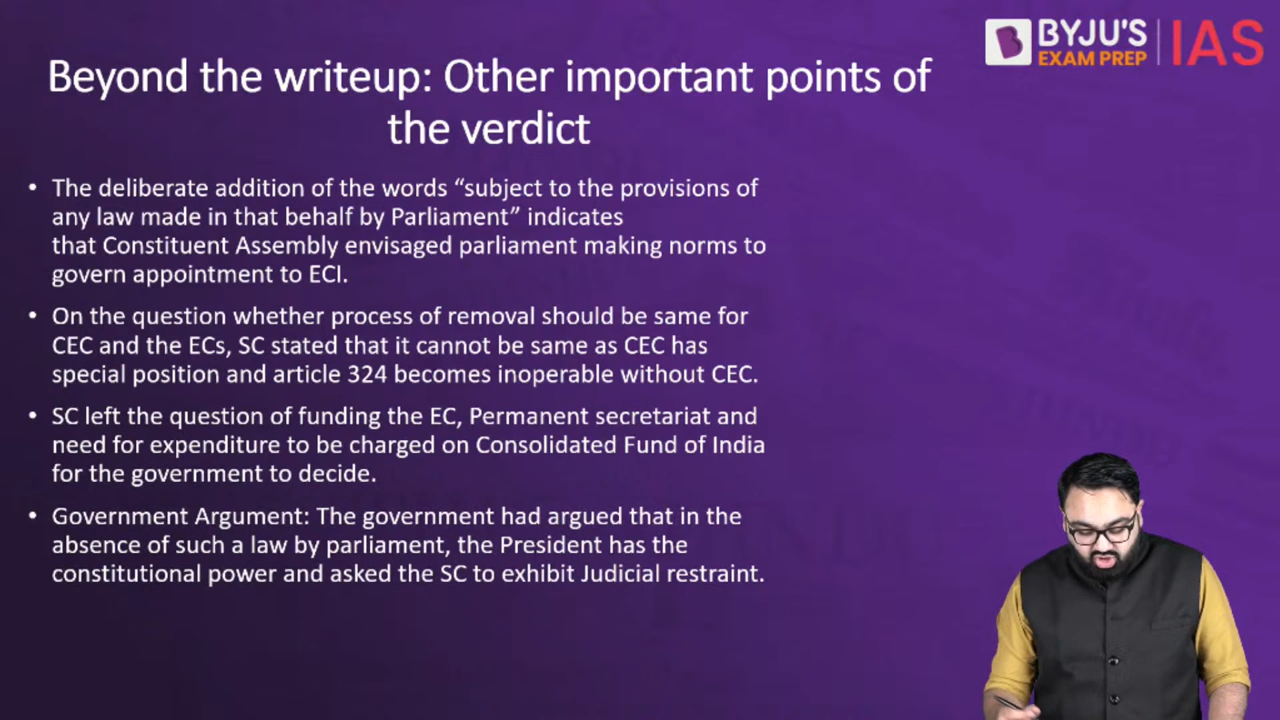 BYJU'S
EXAM PREP
IAS
Beyond the writeup: Other important points of
the verdict
• The deliberate addition of the words “subject to the provisions of
any law made in that behalf by Parliament” indicates
that Constituent Assembly envisaged parliament making norms to
govern appointment to ECI.
• On the question whether process of removal should be same for
CEC and the ECs, SC stated that it cannot be same as CEC has
special position and article 324 becomes inoperable without CEC.
• SC left the question of funding the EC, Permanent secretariat and
need for expenditure to be charged on Consolidated Fund of India
for the government to decide.
• Government Argument: The government had argued that in the
absence of such a law by parliament, the President has the
constitutional power and asked the SC to exhibit Judicial restraint.